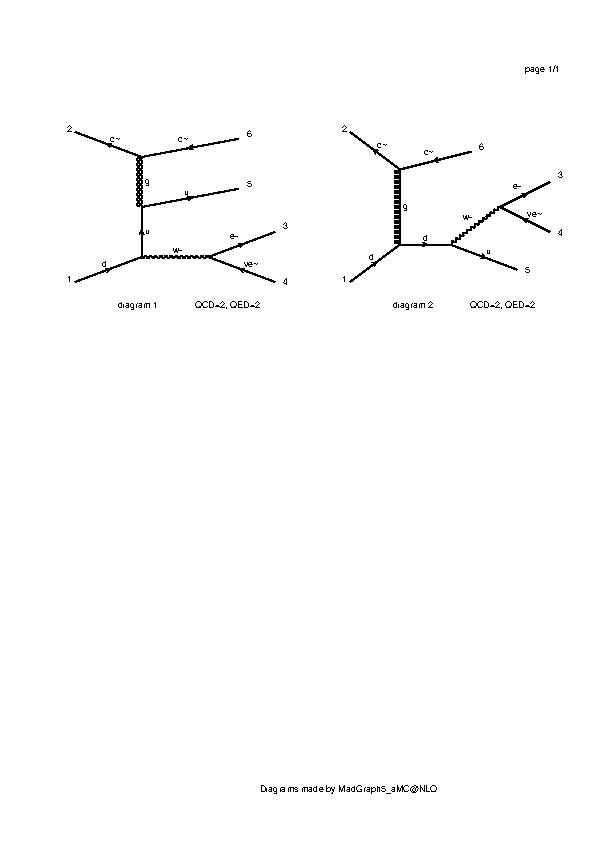 page 1/1
2
c~
c~
6
g
u
5
u
d
w-
e-
3
ve~
1
4
diagram 1 QCD=2, QED=2
2
c~
c~
6
g
e-
3
w-
ve~
4
d
d
u
5
1
diagram 2 QCD=2, QED=2
Diagrams made by MadGraph5_aMC@NLO